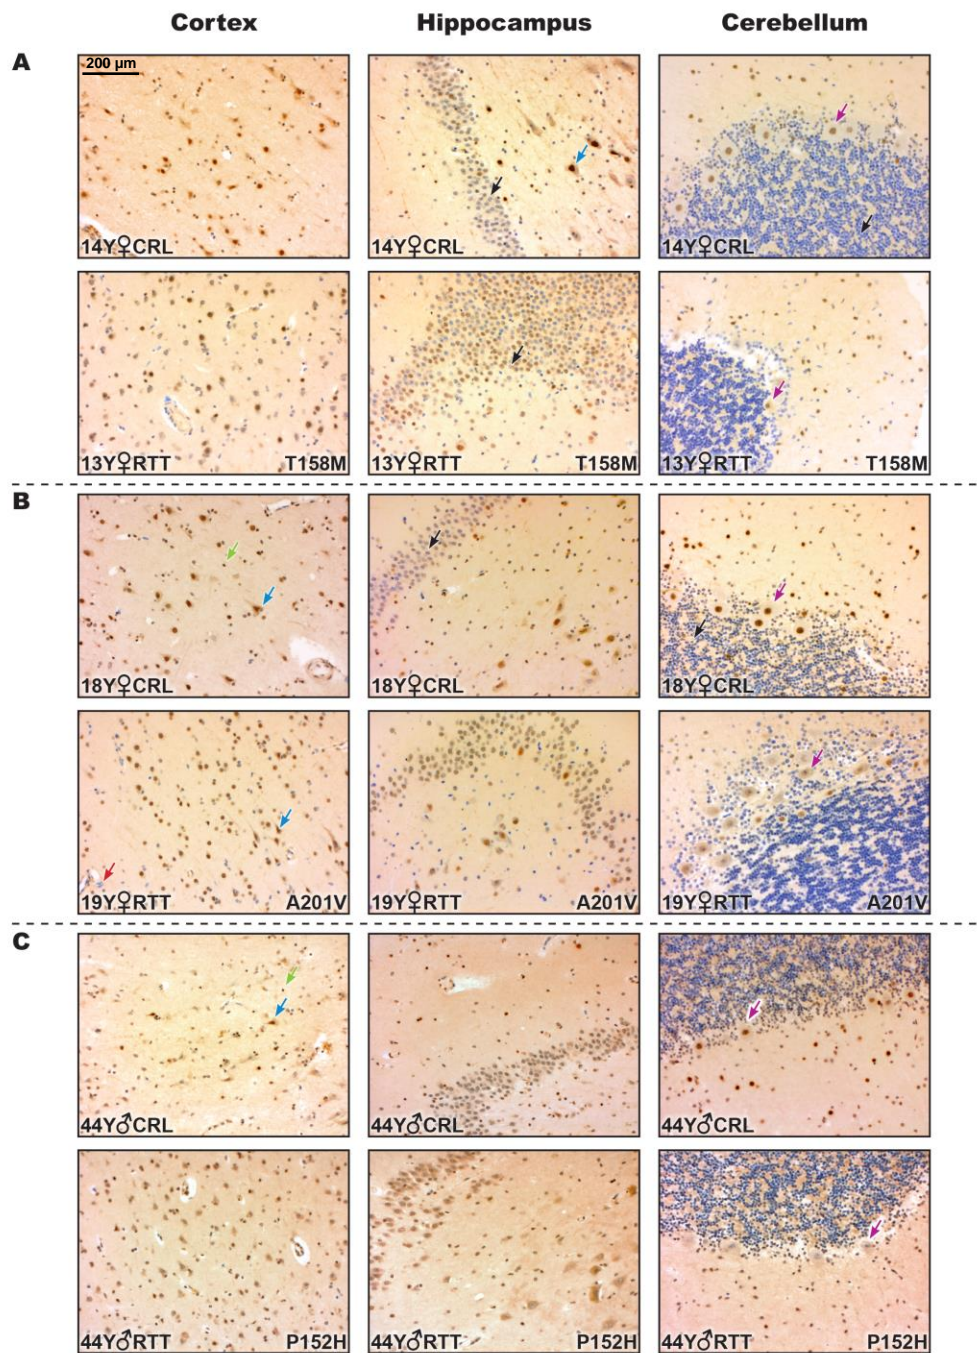 Cortex Hippocampus Cerebellum
A
200 µm
14Y♀CRL 14Y♀CRL 14Y♀CRL
13Y♀RTT T158M 13Y♀RTT T158M 13Y♀RTT T158M
B
18Y♀CRL 18Y♀CRL 18Y♀CRL
19Y♀RTT A201V 19Y♀RTT A201V 19Y♀RTT A201V
C
44Y♂CRL 44Y♂CRL 44Y♂CRL
44Y♂RTT 44Y♂RTT P152H 44Y♂RTT P152H